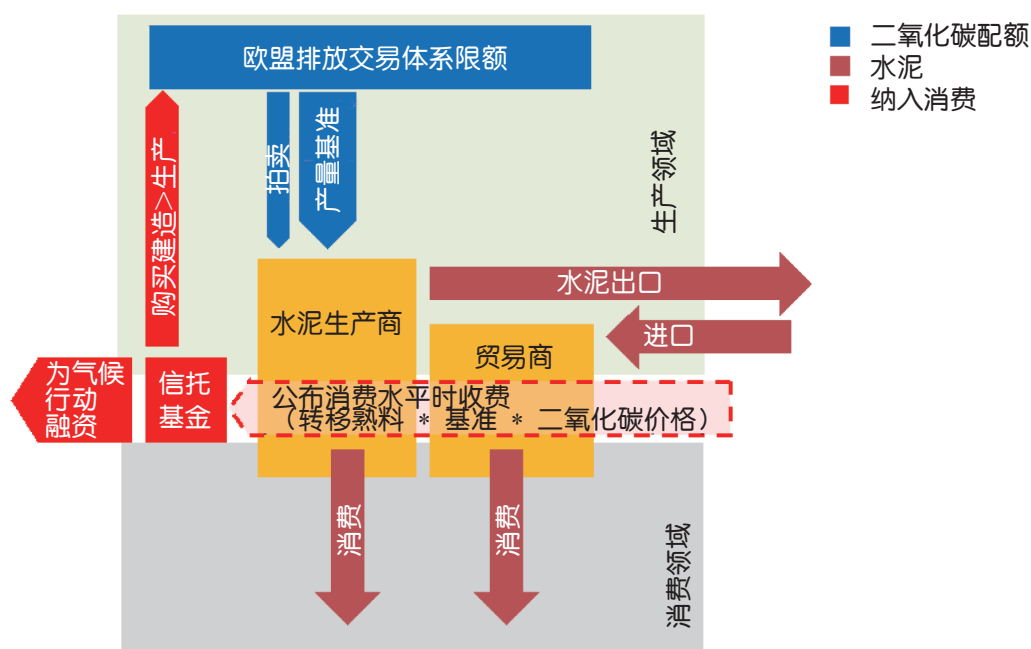 欧盟排放交易体系限额
二氧化碳配额
水泥
纳入消费
购买建造>生产
拍卖
产量基准
生产领域
水泥出口
水泥生产商
进口
贸易商
为气候
行动
融资
信托
基金
公布消费水平时收费
（转移熟料 * 基准 * 二氧化碳价格）
消费
消费
消费领域